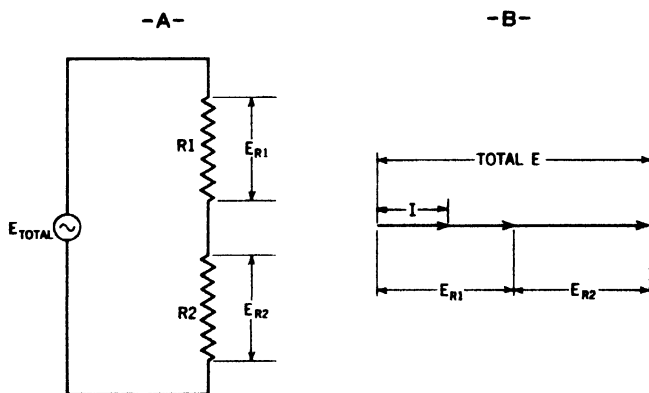 -A-
R1
E_R1
E_TOTAL
R2
E_R2
-B-
TOTAL E
I
E_R1
E_R2